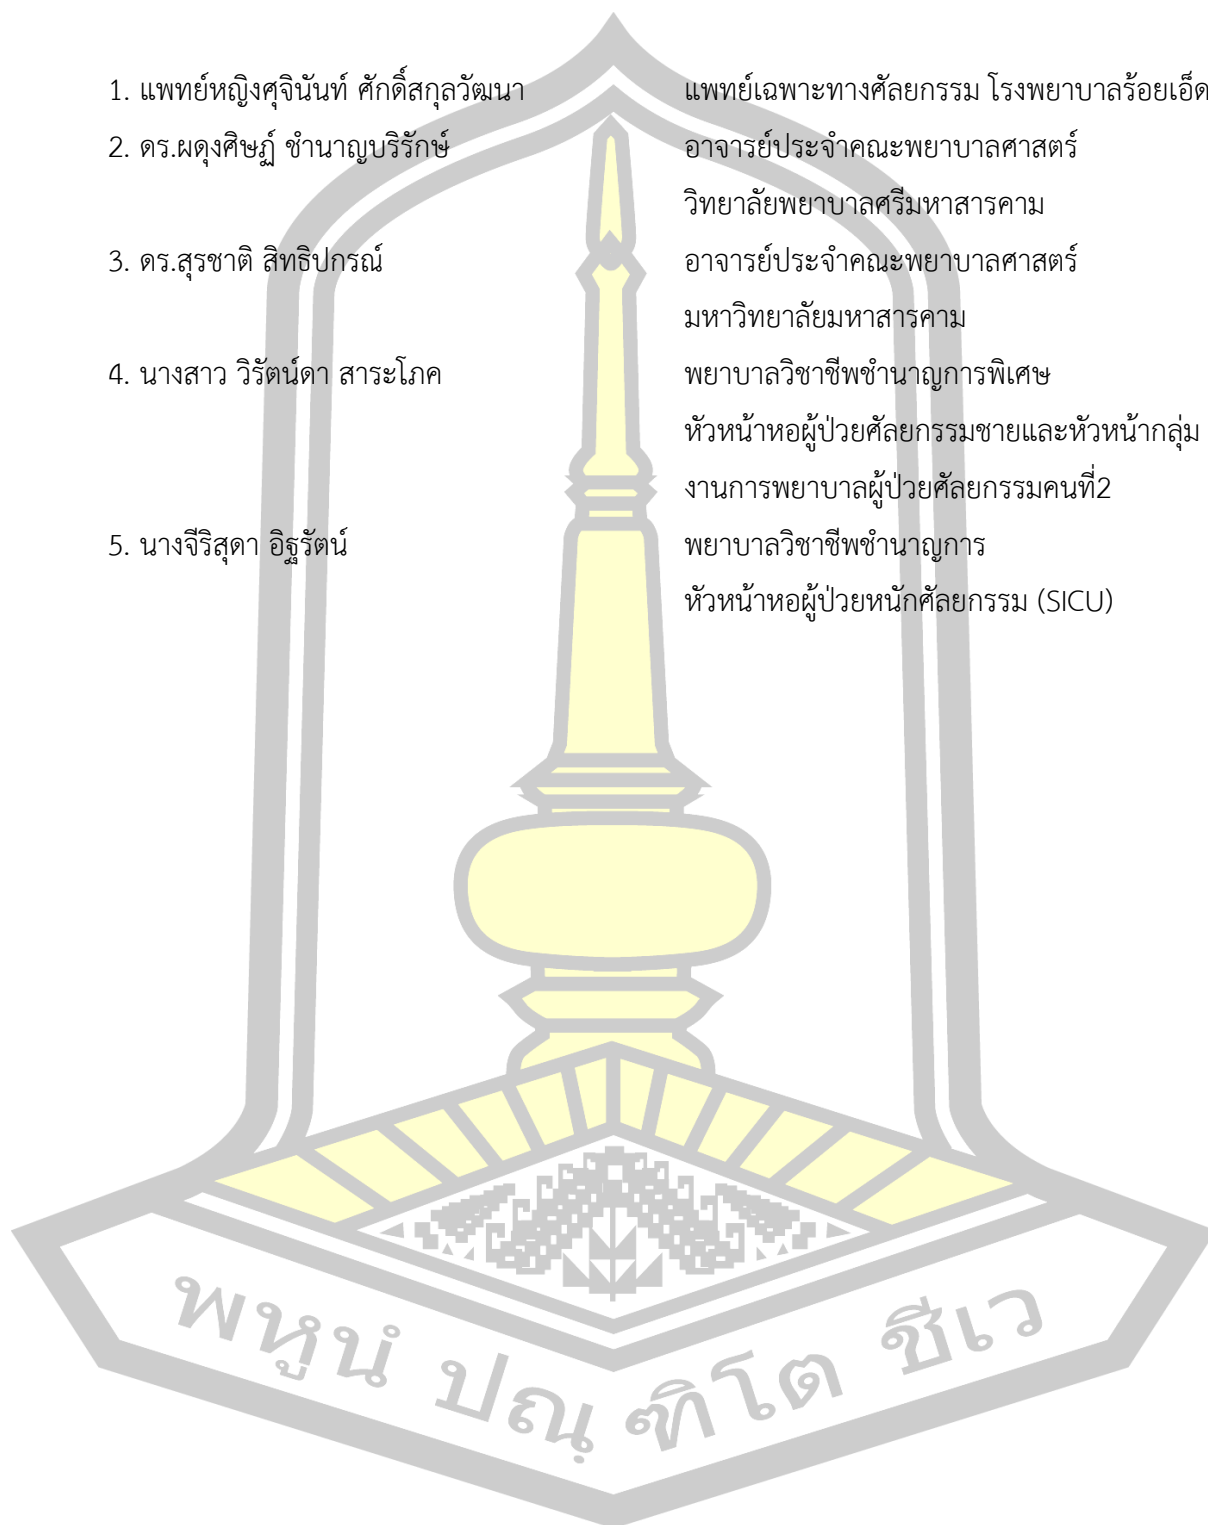 1. แพทย์หญิงศุจินันท์ ศักดิ์สกุลวัฒนา แพทย์เฉพาะทางศัลยกรรม โรงพยาบาลร้อยเอ็ด
2. ดร.ผดุงศิษฏ์ ชำนาญบริรักษ์ อาจารย์ประจำคณะพยาบาลศาสตร์
วิทยาลัยพยาบาลศรีมหาสารคาม
3. ดร.สุรชาติ สิทธิปกรณ์ อาจารย์ประจำคณะพยาบาลศาสตร์
มหาวิทยาลัยมหาสารคาม
4. นางสาว วิรัตน์ดา สาระโภค พยาบาลวิชาชีพชำนาญการพิเศษ
หัวหน้าหอผู้ป่วยศัลยกรรมชายและหัวหน้ากลุ่ม
งานการพยาบาลผู้ป่วยศัลยกรรมคนที่2
5. นางจีริสุดา อิฐรัตน์ พยาบาลวิชาชีพชำนาญการ
หัวหน้าหอผู้ป่วยหนักศัลยกรรม (SICU)
พหูนํ ปณฺฑิโต ชีเว